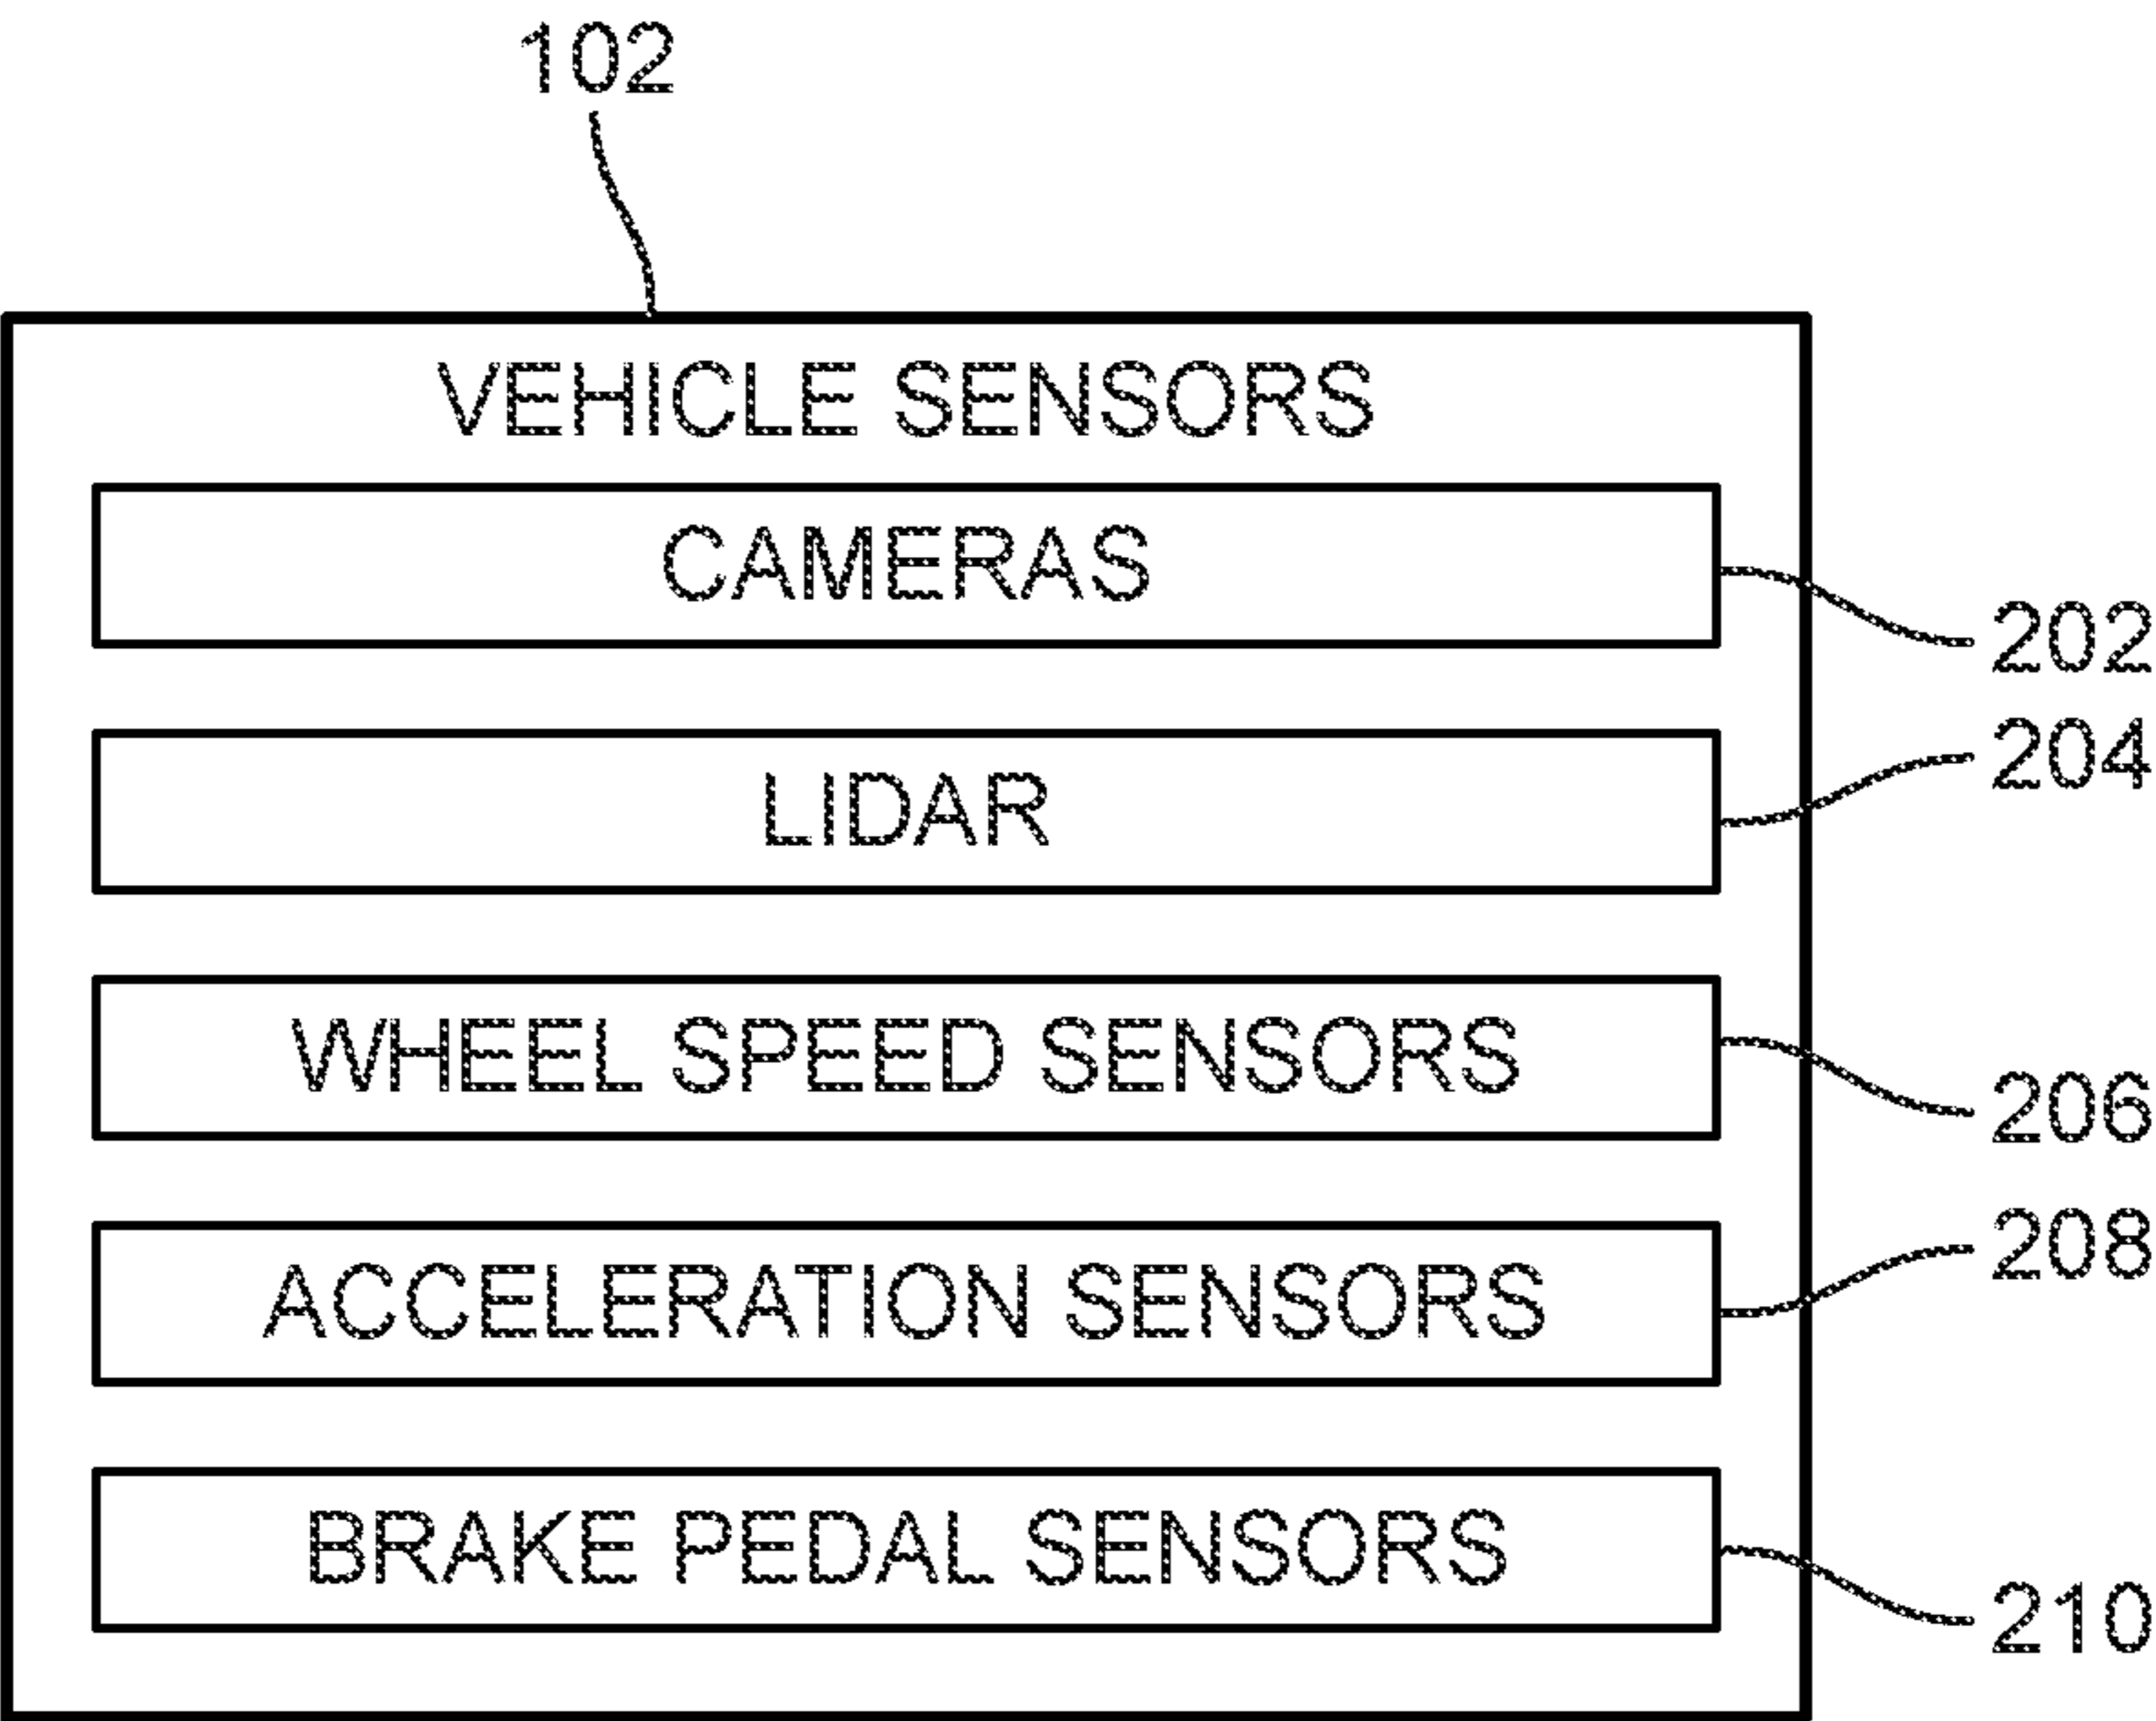 102
VEHICLE SENSORS
CAMERAS
202
LIDAR
204
WHEEL SPEED SENSORS
206
ACCELERATION SENSORS
208
BRAKE PEDAL SENSORS
210